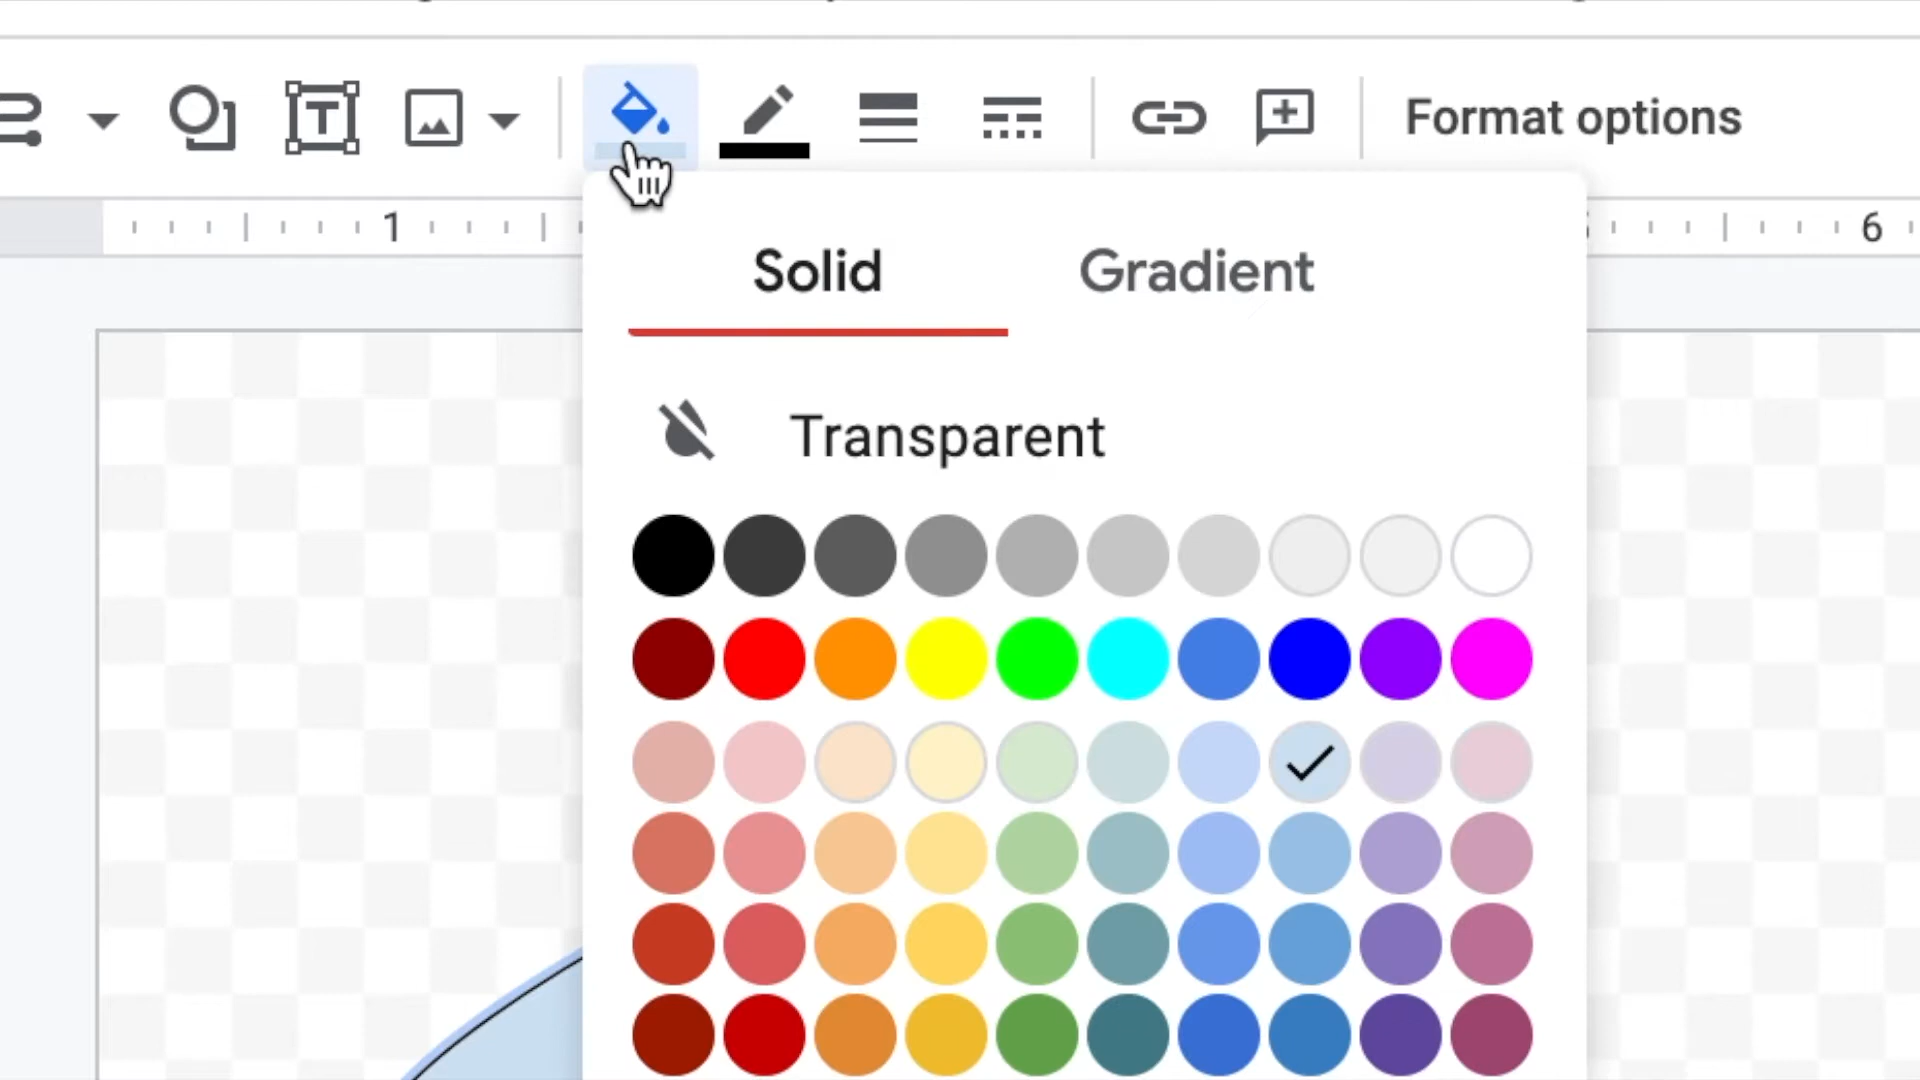 Format options
1
6
Solid
Gradient
Transparent